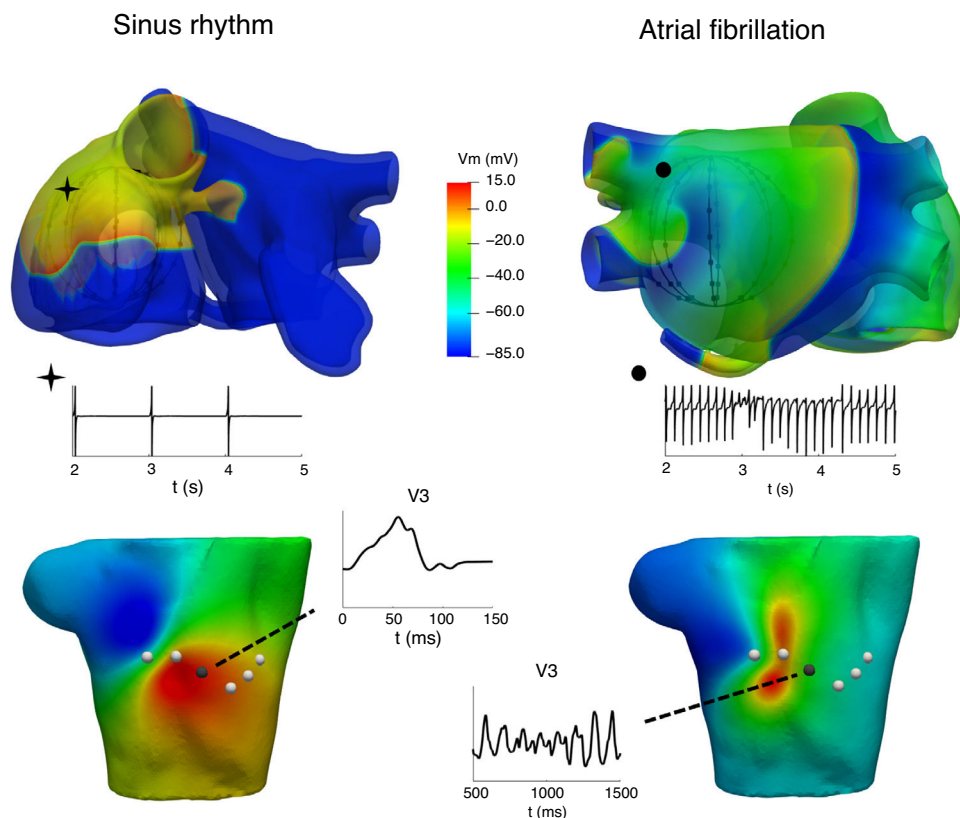 Sinus rhythm
Atrial fibrillation
Vm (mV)
15.0
0.0
−20.0
−40.0
−60.0
−85.0
2 3 4 5
t (s)
2 3 4 5
t (s)
V3
0 50 100 150
t (ms)
V3
500 1000 1500
t (ms)